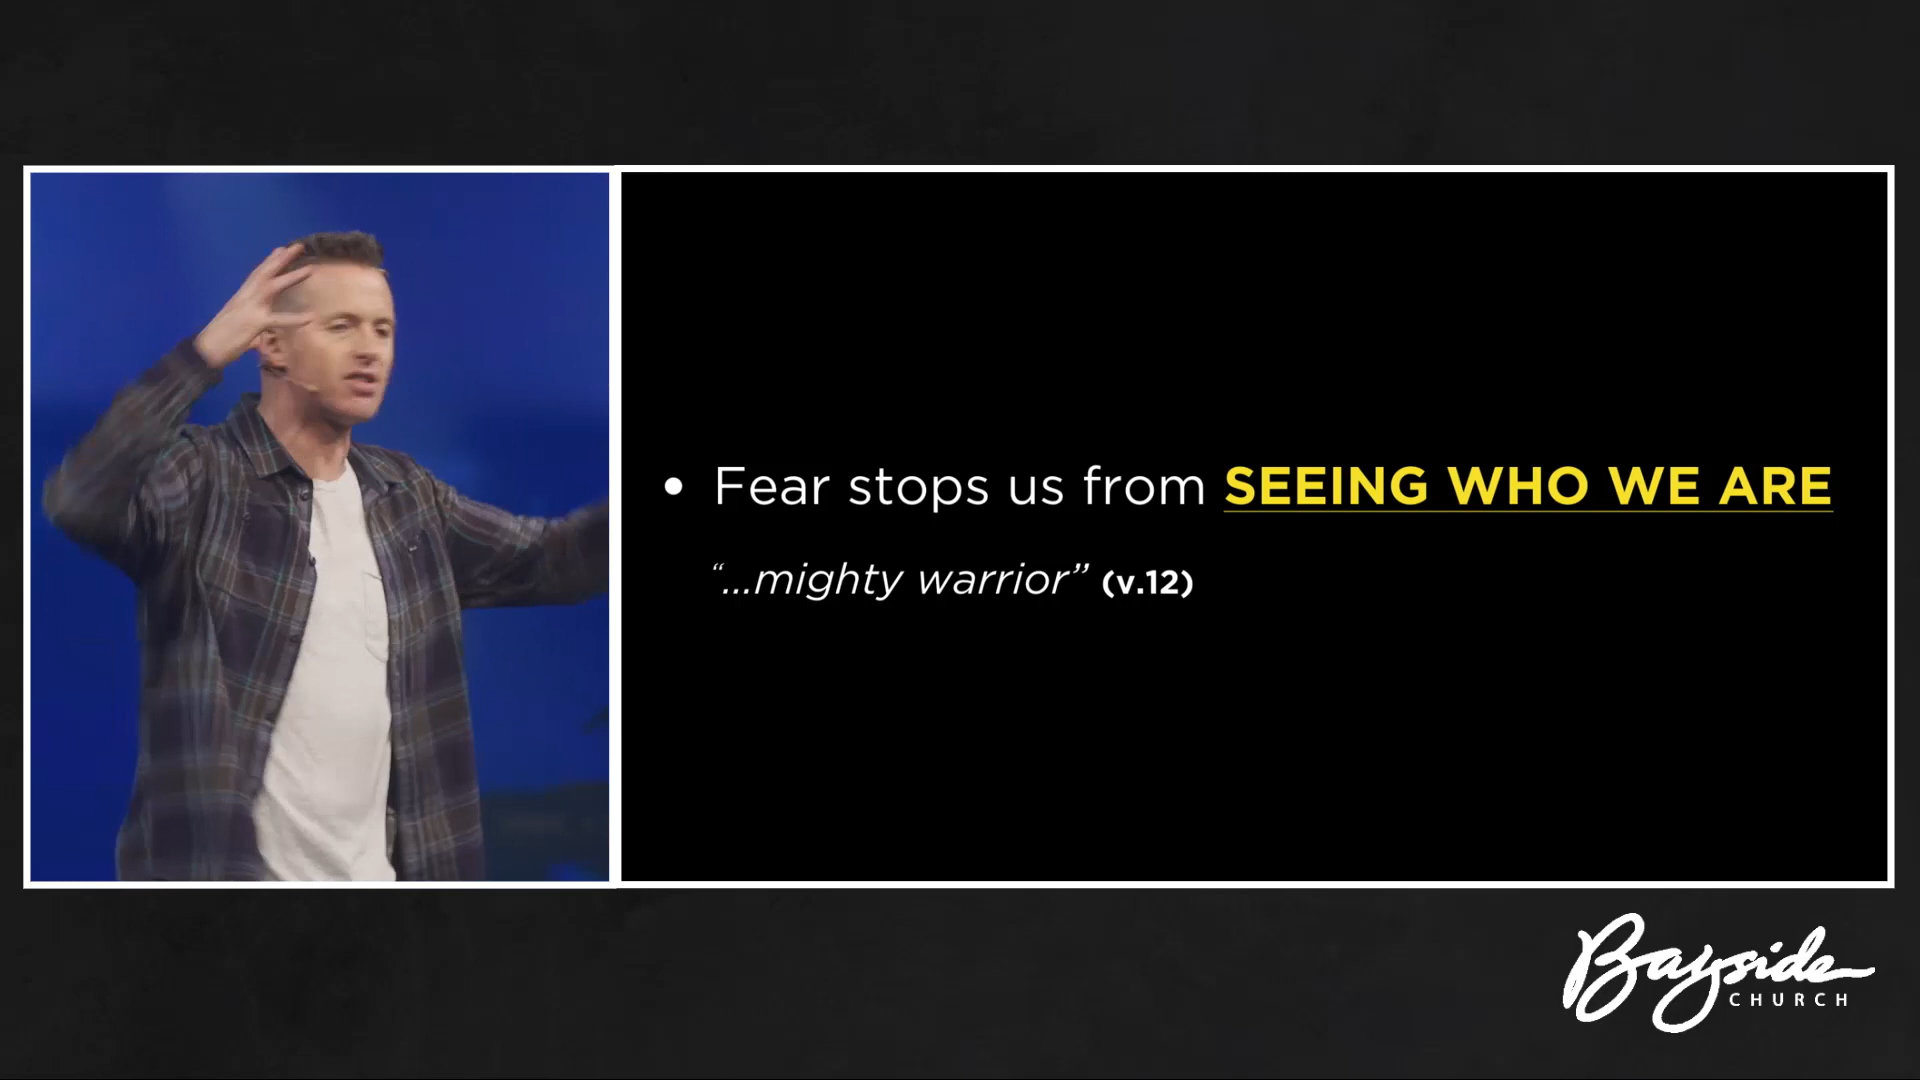 • Fear stops us from SEEING WHO WE ARE
“...mighty warrior” (v.12)
Bayside
CHURCH